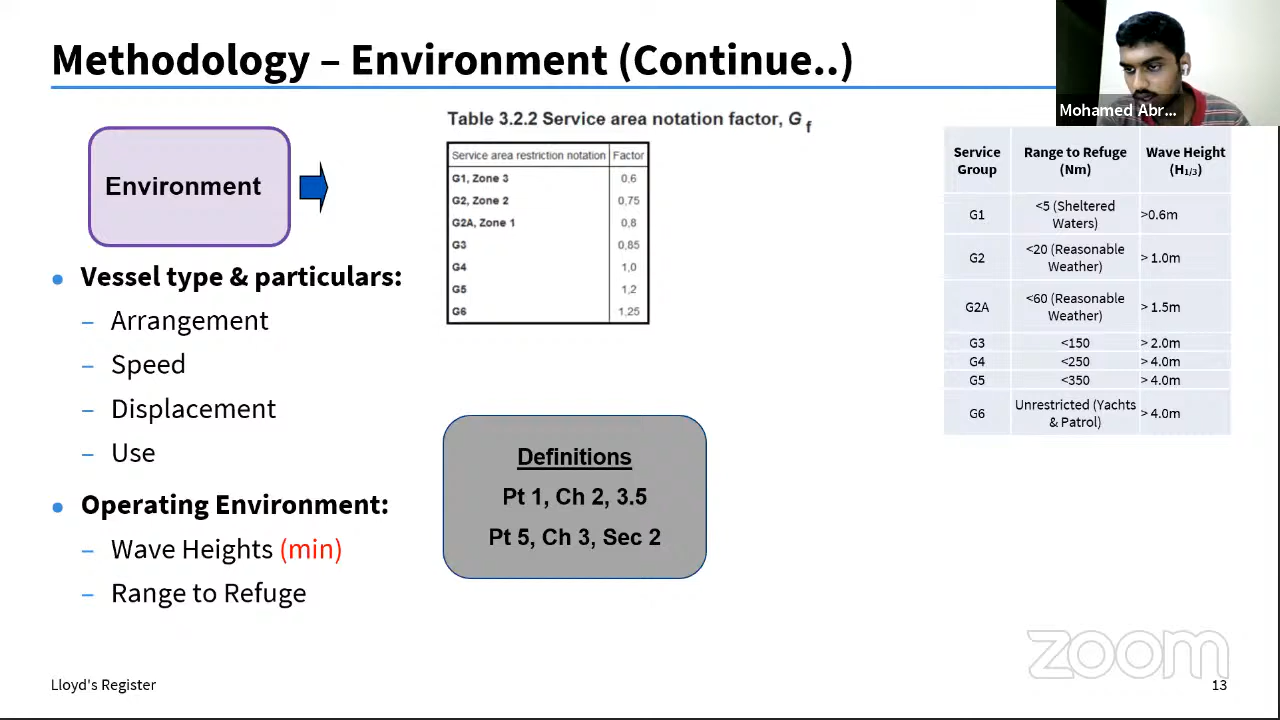 Methodology – Environment (Continue..)
Mohamed Abr...
Environment
Vessel type & particulars:
– Arrangement
– Speed
– Displacement
– Use
Operating Environment:
– Wave Heights (min)
– Range to Refuge
Table 3.2.2 Service area notation factor, G f
Service area restriction notation Factor
G1, Zone 3 0,6
G2, Zone 2 0,75
G2A, Zone 1 0,8
G3 0,85
G4 1,0
G5 1,2
G6 1,25
Definitions
Pt 1, Ch 2, 3.5
Pt 5, Ch 3, Sec 2
Service Group Range to Refuge (Nm) Wave Height (H1/3)
G1 <5 (Sheltered Waters) >0.6m
G2 <20 (Reasonable Weather) > 1.0m
G2A <60 (Reasonable Weather) > 1.5m
G3 <150 > 2.0m
G4 <250 > 4.0m
G5 <350 > 4.0m
G6 Unrestricted (Yachts & Patrol) > 4.0m
zoom
Lloyd's Register
13